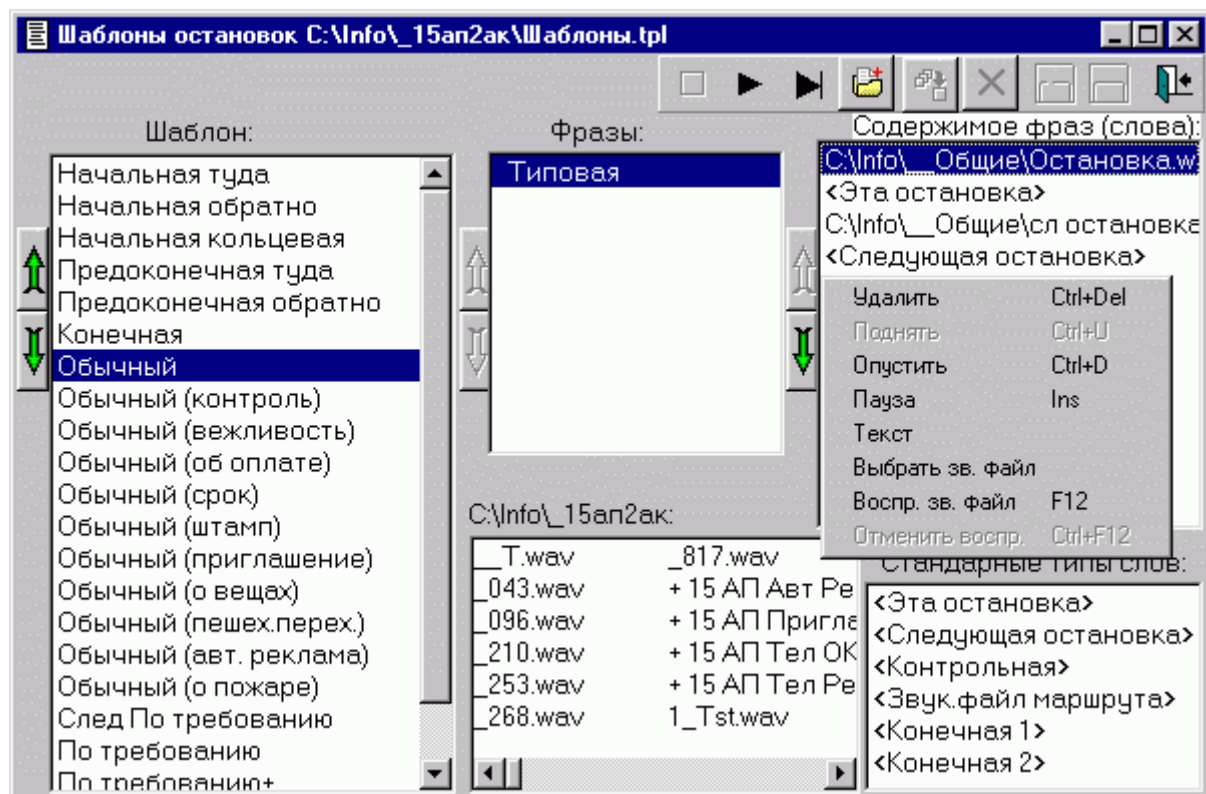 Шаблоны остановок C:\Info\_15ап2ак\Шаблоны.tpl
Шаблон:
Начальная туда
Начальная обратно
Начальная кольцевая
Предоконечная туда
Предоконечная обратно
Конечная
Обычный
Обычный (контроль)
Обычный (вежливость)
Обычный (об оплате)
Обычный (срок)
Обычный (штамп)
Обычный (приглашение)
Обычный (о вещах)
Обычный (пешех.перех.)
Обычный (авт. реклама)
Обычный (о пожаре)
След По требованию
По требованию
По требованию+
Фразы:
Типовая
C:\Info\_15ап2ак:
__T.wav _817.wav
_043.wav + 15 АП Авт Ре
_096.wav + 15 АП Пригла
_210.wav + 15 АП Тел ОК
_253.wav + 15 АП Тел Ре
_268.wav 1_Tst.wav
Содержимое фраз (слова):
C:\Info\__Общие\Остановка.w
<Эта остановка>
C:\Info\__Общие\сл остановка
<Следующая остановка>
Удалить Ctrl+Del
Поднять Ctrl+U
Опустить Ctrl+D
Пауза Ins
Текст
Выбрать зв. файл
Воспр. зв. файл F12
Отменить воспр. Ctrl+F12
Стандарные типы слов:
<Эта остановка>
<Следующая остановка>
<Контрольная>
<Звук.файл маршрута>
<Конечная 1>
<Конечная 2>